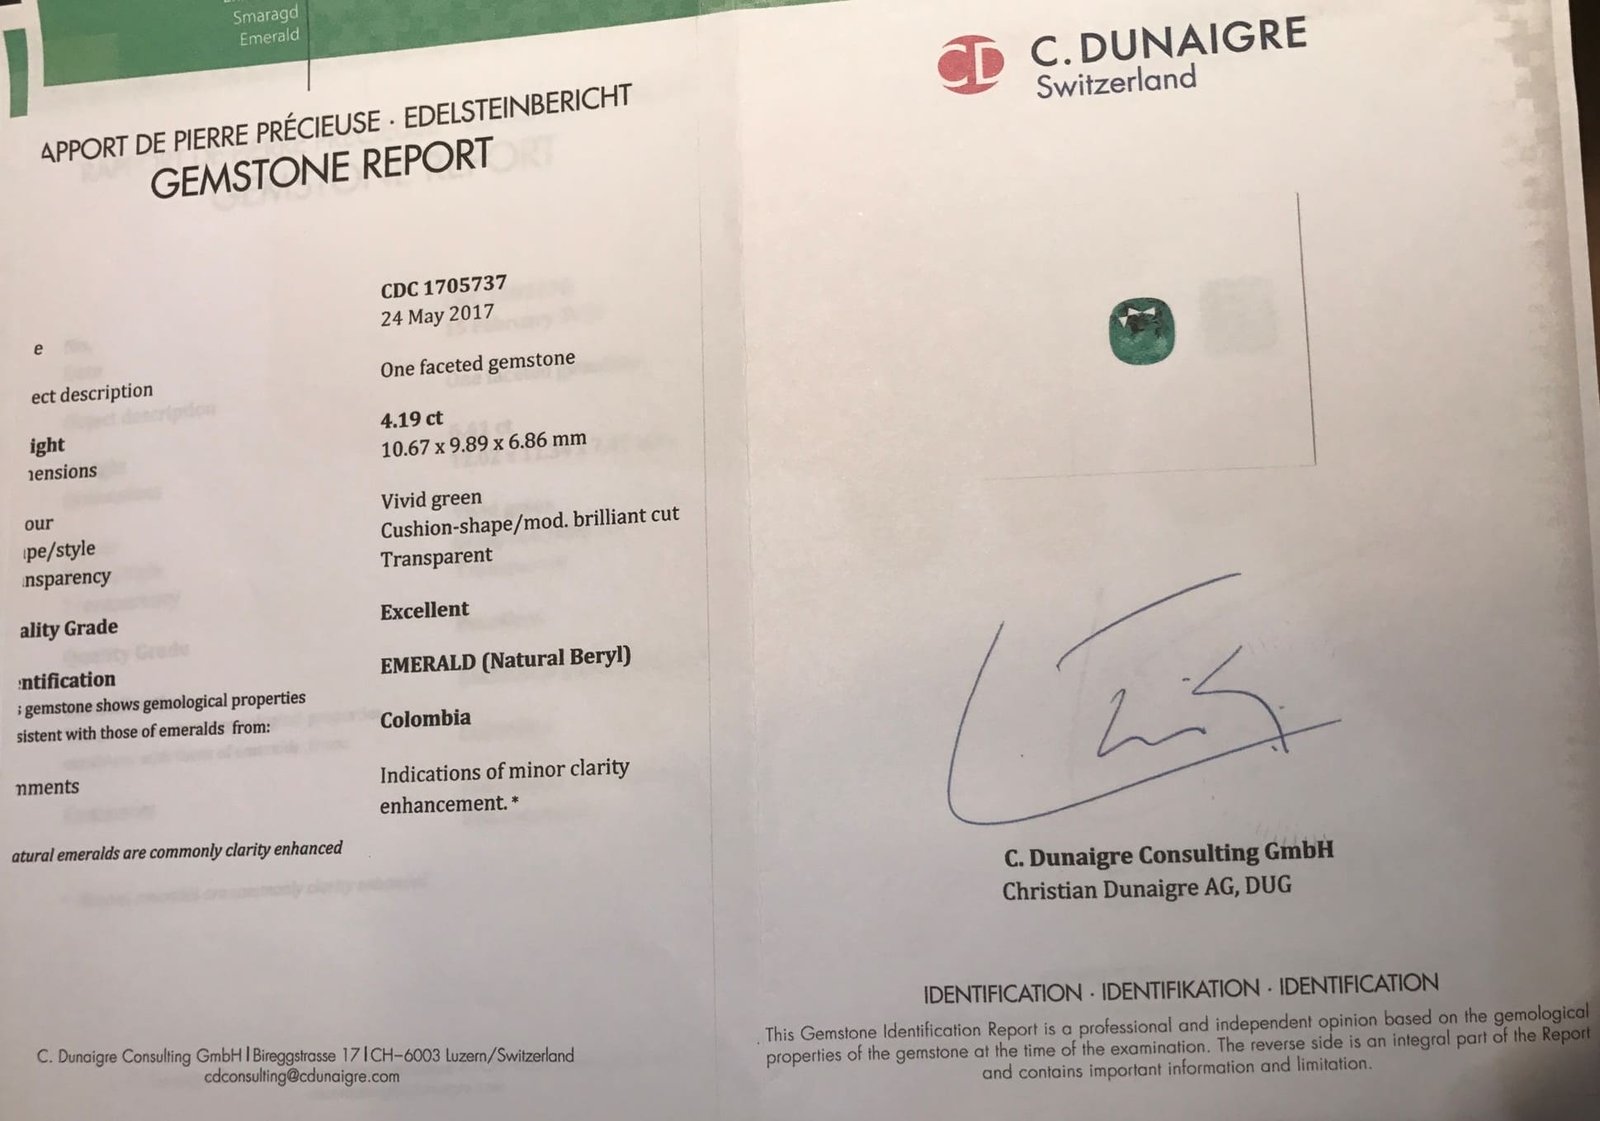 Smaragd
Emerald
APPORT DE PIERRE PRÉCIEUSE · EDELSTEINBERICHT
GEMSTONE REPORT
CDC 1705737
24 May 2017
e
ect description One faceted gemstone
ight 4.19 ct
ensions 10.67 x 9.89 x 6.86 mm
our Vivid green
pe/style Cushion-shape/mod. brilliant cut
nsparency Transparent
ality Grade Excellent
ntification EMERALD (Natural Beryl)
gemstone shows gemological properties
sistent with those of emeralds from: Colombia
nments Indications of minor clarity
enhancement. *
atural emeralds are commonly clarity enhanced
C. Dunaigre Consulting GmbH | Bireggstrasse 17 | CH-6003 Luzern/Switzerland
cdconsulting@cdunaigre.com
CD C. DUNAIGRE
Switzerland
C. Dunaigre Consulting GmbH
Christian Dunaigre AG, DUG
IDENTIFICATION · IDENTIFIKATION · IDENTIFICATION
This Gemstone Identification Report is a professional and independent opinion based on the gemological
properties of the gemstone at the time of the examination. The reverse side is an integral part of the Report
and contains important information and limitation.